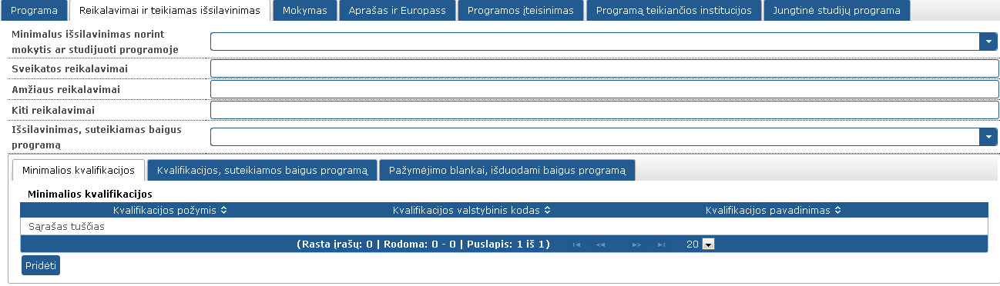 Programa Reikalavimai ir teikiamas išsilavinimas Mokymas Aprašas ir Europass Programos įteisinimas Programą teikiančios institucijos Jungtinė studijų programa
Minimalus išsilavinimas norint
mokytis ar studijuoti programoje
Sveikatos reikalavimai
Amžiaus reikalavimai
Kiti reikalavimai
Išsilavinimas, suteikiamas baigus
programą
Minimalios kvalifikacijos Kvalifikacijos, suteikiamos baigus programą Pažymėjimo blankai, išduodami baigus programą
Minimalios kvalifikacijos
Kvalifikacijos požymis Kvalifikacijos valstybinis kodas Kvalifikacijos pavadinimas
Sąrašas tuščias
(Rasta įrašų: 0 | Rodoma: 0 - 0 | Puslapis: 1 iš 1) 20
Pridėti